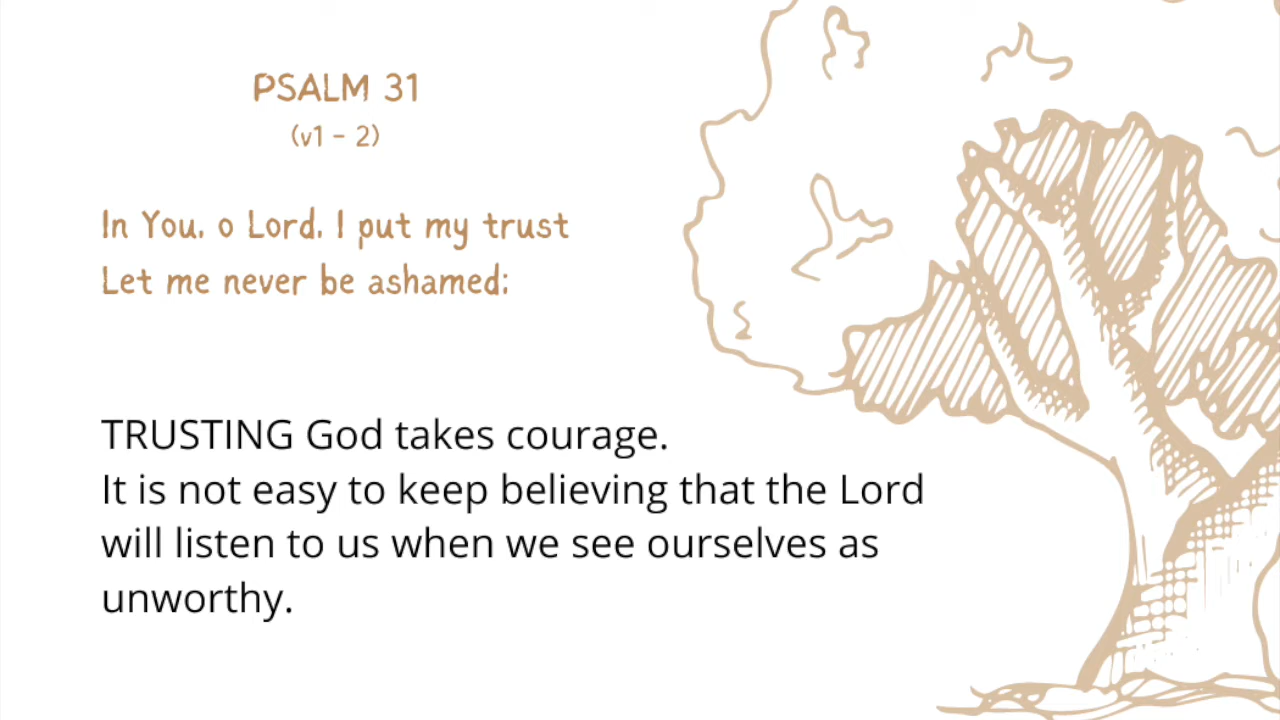 PSALM 31
(v1 - 2)
In You, o Lord, I put my trust
Let me never be ashamed:
TRUSTING God takes courage.
It is not easy to keep believing that the Lord
will listen to us when we see ourselves as
unworthy.